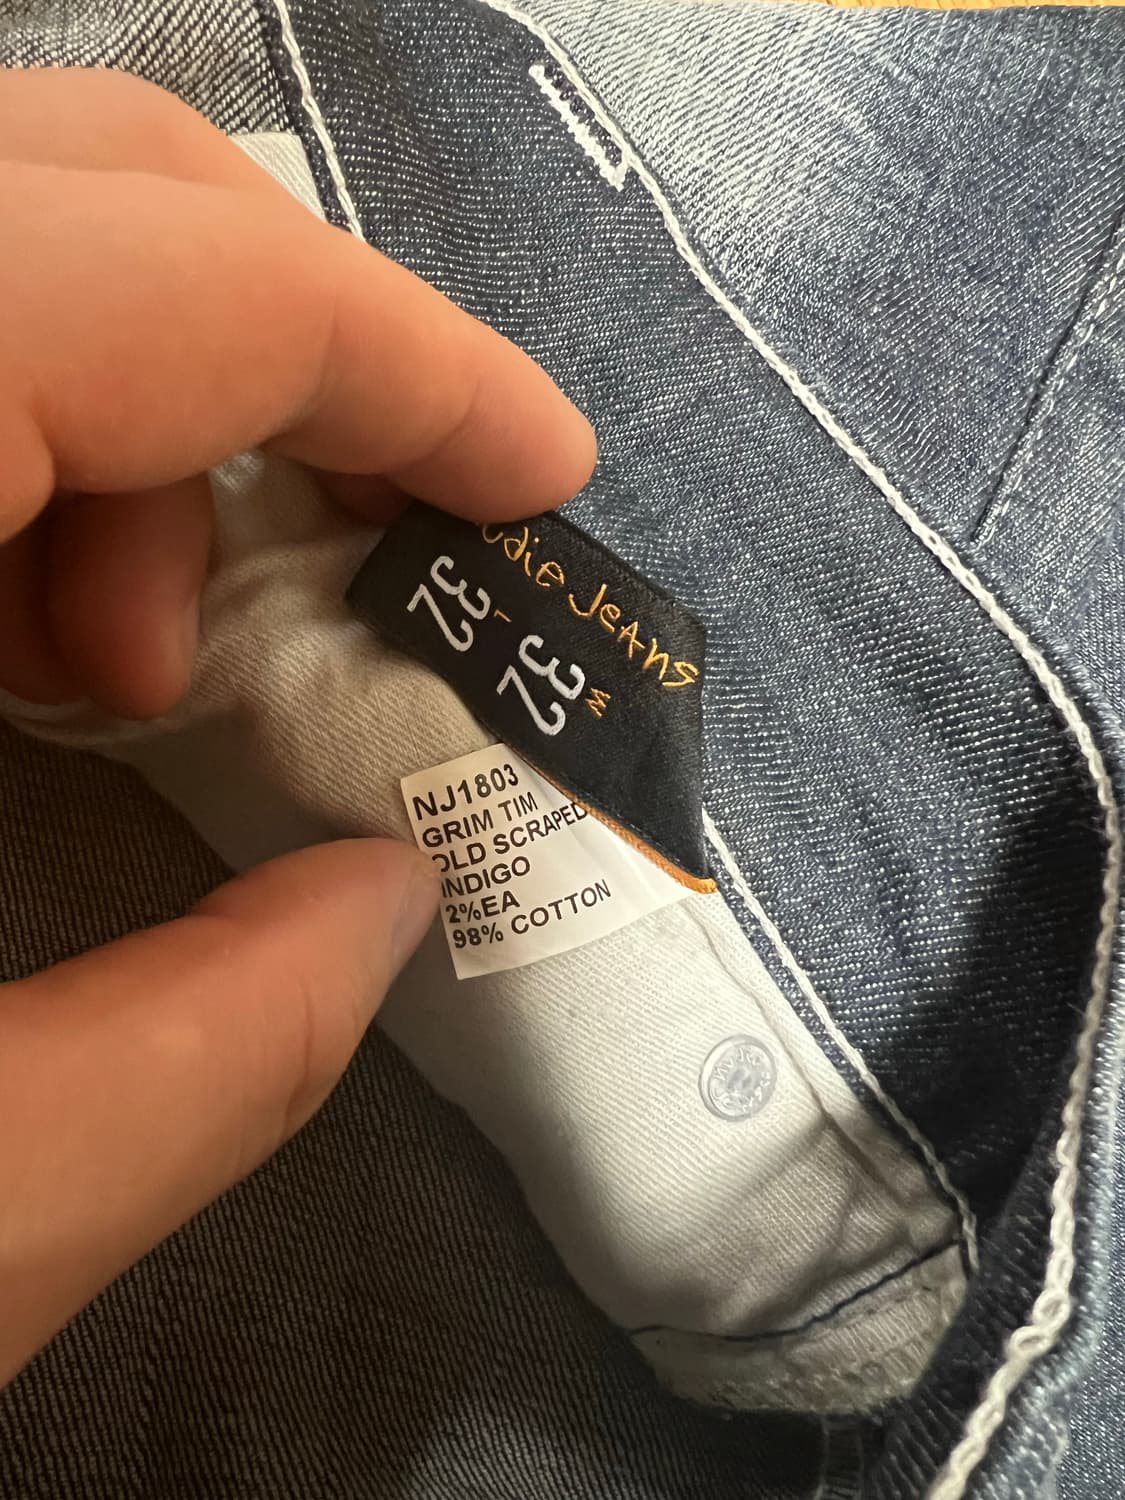 udie Jeans
32 W
32 L
NJ1803
GRIM TIM
OLD SCRAPED
INDIGO
2%EA
98% COTTON